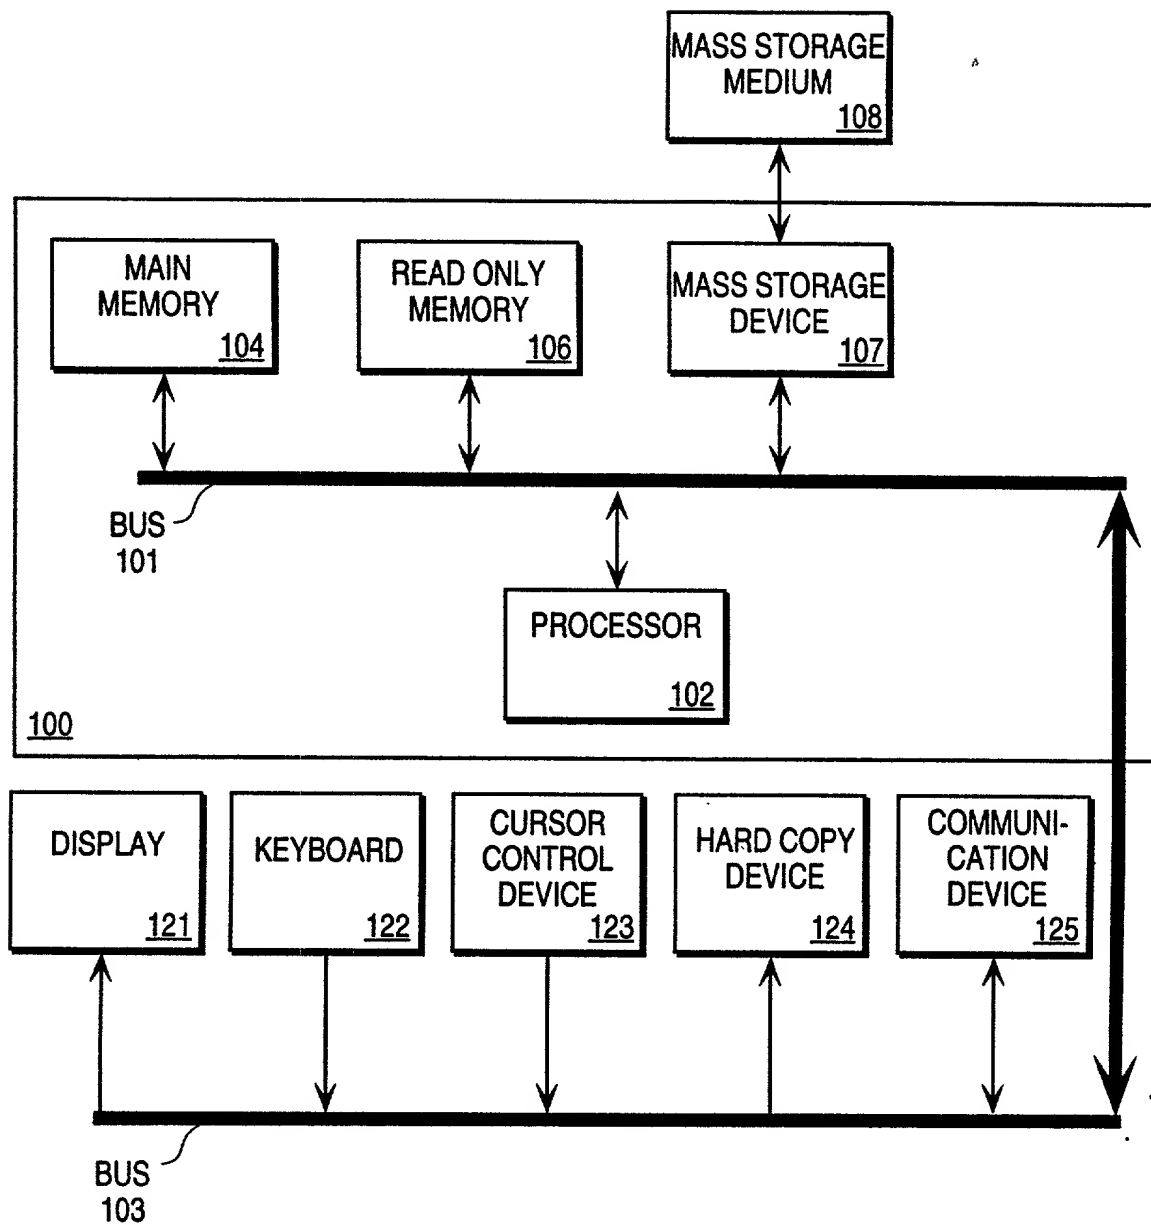 MASS STORAGE
MEDIUM
108
MAIN
MEMORY
104
READ ONLY
MEMORY
106
MASS STORAGE
DEVICE
107
BUS
101
PROCESSOR
102
100
DISPLAY
121
KEYBOARD
122
CURSOR
CONTROL
DEVICE
123
HARD COPY
DEVICE
124
COMMUNI-
CATION
DEVICE
125
BUS
103